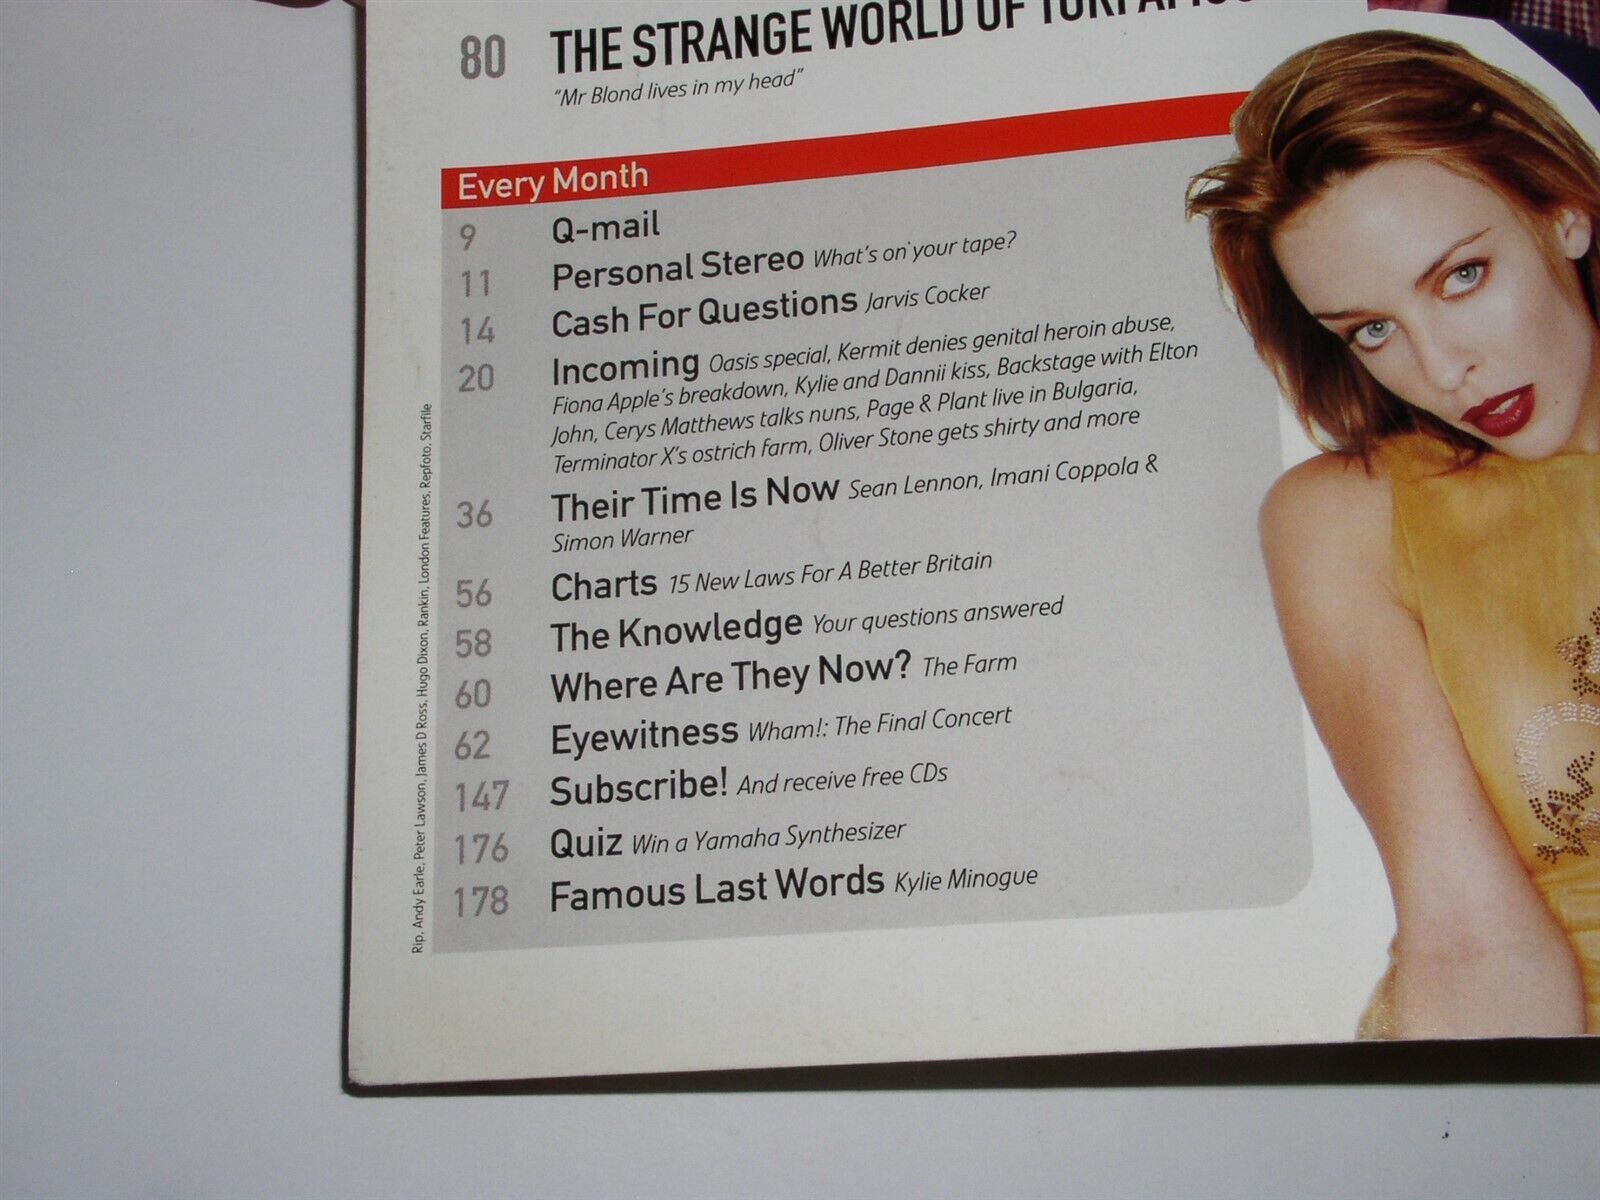 80 THE STRANGE WORLD OF TORI AMOS
"Mr Blond lives in my head"
Every Month
9 Q-mail
11 Personal Stereo What's on your tape?
14 Cash For Questions Jarvis Cocker
20 Incoming Oasis special, Kermit denies genital heroin abuse,
Fiona Apple's breakdown, Kylie and Dannii kiss, Backstage with Elton
John, Cerys Matthews talks nuns, Page & Plant live in Bulgaria,
Terminator X's ostrich farm, Oliver Stone gets shirty and more
36 Their Time Is Now Sean Lennon, Imani Coppola &
Simon Warner
56 Charts 15 New Laws For A Better Britain
58 The Knowledge Your questions answered
60 Where Are They Now? The Farm
62 Eyewitness Wham!: The Final Concert
147 Subscribe! And receive free CDs
176 Quiz Win a Yamaha Synthesizer
178 Famous Last Words Kylie Minogue
Rip, Andy Earle, Peter Lawson, James D Ross, Hugo Dixon, Rankin, London Features, Repfoto, Starfile